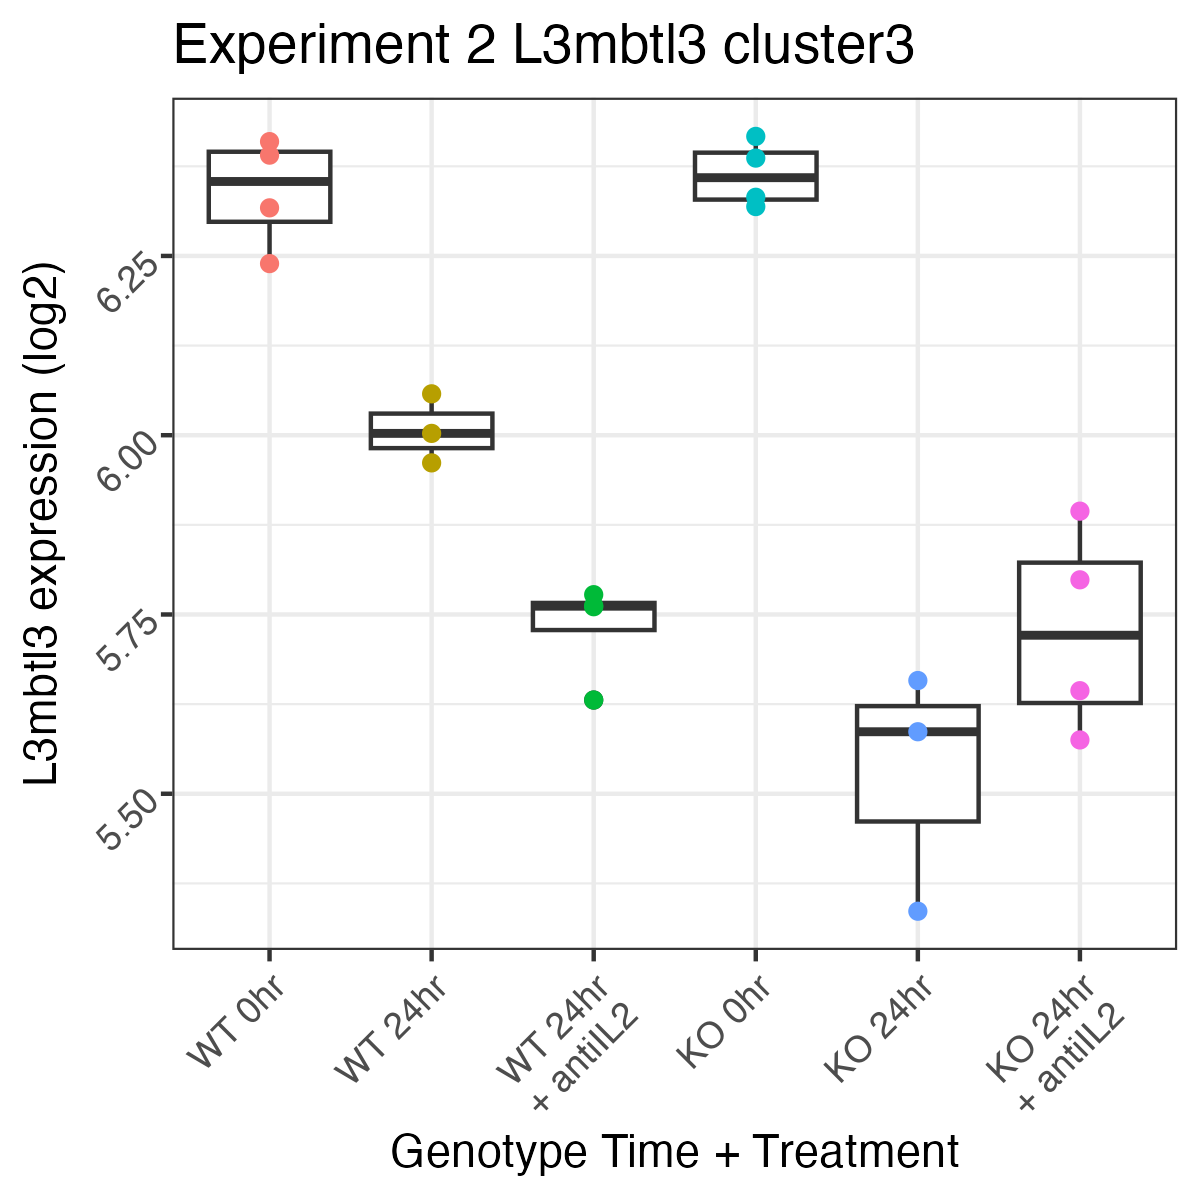 Experiment 2 L3mbtl3 cluster3
L3mbtl3 expression (log2)
6.25
6.00
5.75
5.50
WT 0hr
WT 24hr
WT 24hr
+ antiIL2
KO 0hr
KO 24hr
KO 24hr
+ antiIL2
Genotype Time + Treatment